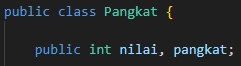 public class Pangkat {
public int nilai, pangkat;